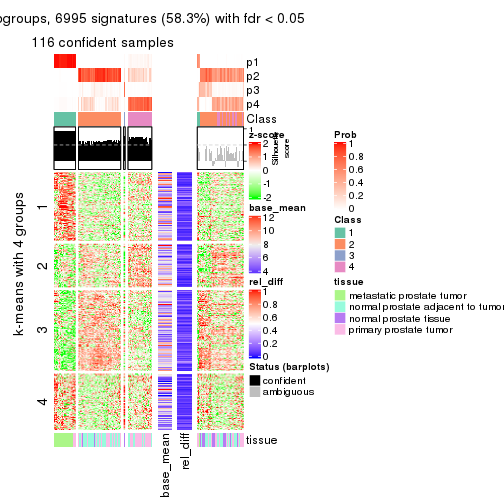 ogroups, 6995 signatures (58.3%) with fdr < 0.05
116 confident samples
p1
p2
p3
p4
Class
1
Silhouette
score
k-means with 4 groups
1
2
3
4
base_mean
rel_diff
tissue
z-score
2
1
0
-1
-2
base_mean
12
10
8
6
4
rel_diff
1
0.8
0.6
0.4
0.2
0
Status (barplots)
confident
ambiguous
Prob
1
0.8
0.6
0.4
0.2
0
Class
1
2
3
4
tissue
metastatic prostate tumor
normal prostate adjacent to tumor
normal prostate tissue
primary prostate tumor